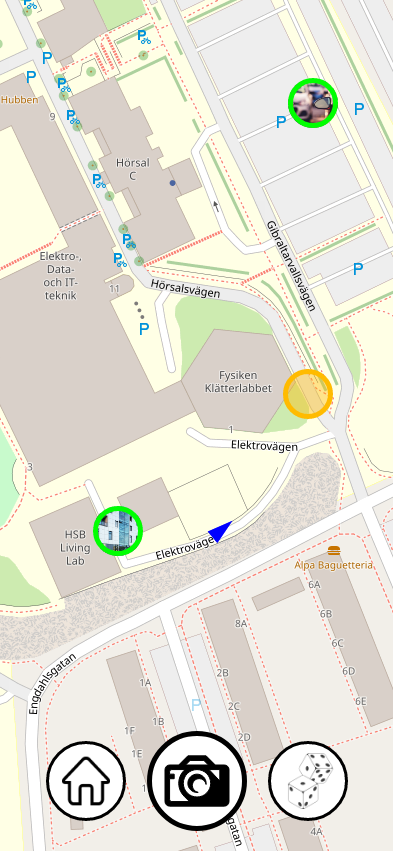 Hubben
9
Hörsal
C
Elektro-,
Data-
och IT-
teknik
11
Hörsalsvägen
Gibraltarvallsvägen
P
P
P
P
P
P
P
P
P
P
P
P
P
Fysiken
Klätterlabbet
1
Elektrovägen
3
HSB
Living
Lab
Elektrovägen
Alpa Baguetteria
6A
6B
6C
6D
6E
8A
2B
2C
2D
1A
1B
1F
1E
P
Engdahlsgatan
4A